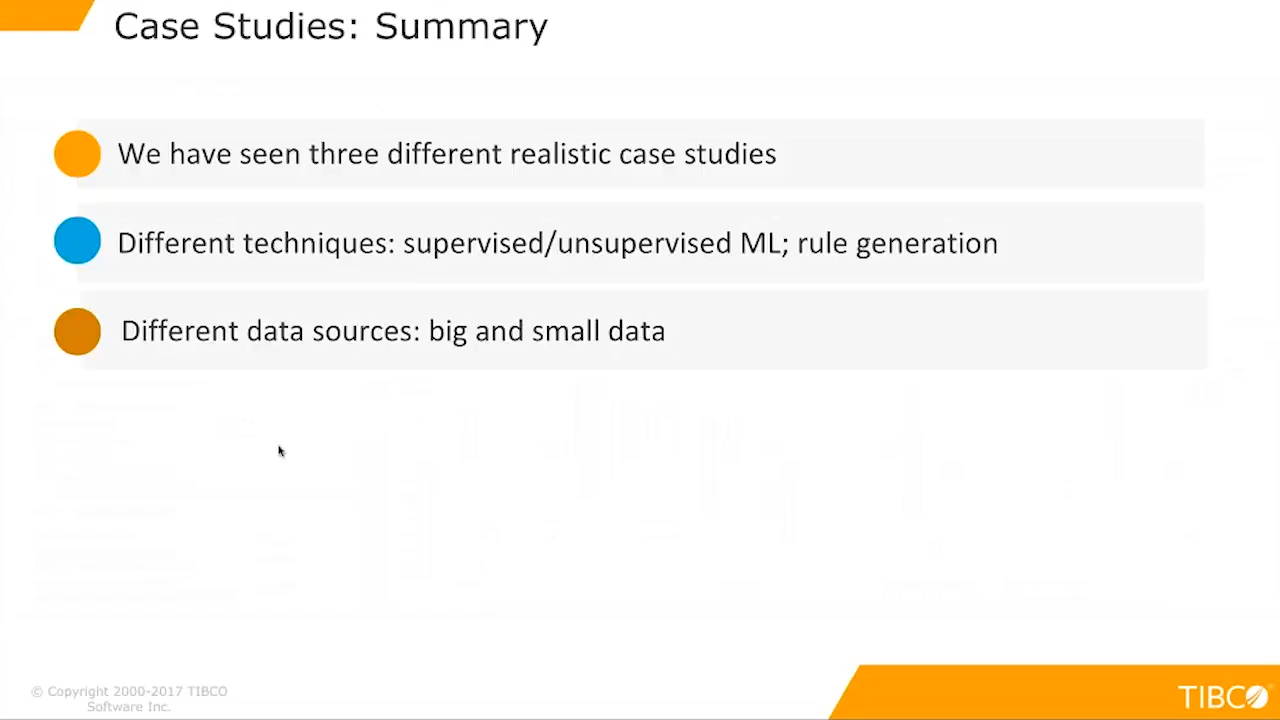 Case Studies: Summary
We have seen three different realistic case studies
Different techniques: supervised/unsupervised ML; rule generation
Different data sources: big and small data
© Copyright 2000-2017 TIBCO
Software Inc.
TIBCO